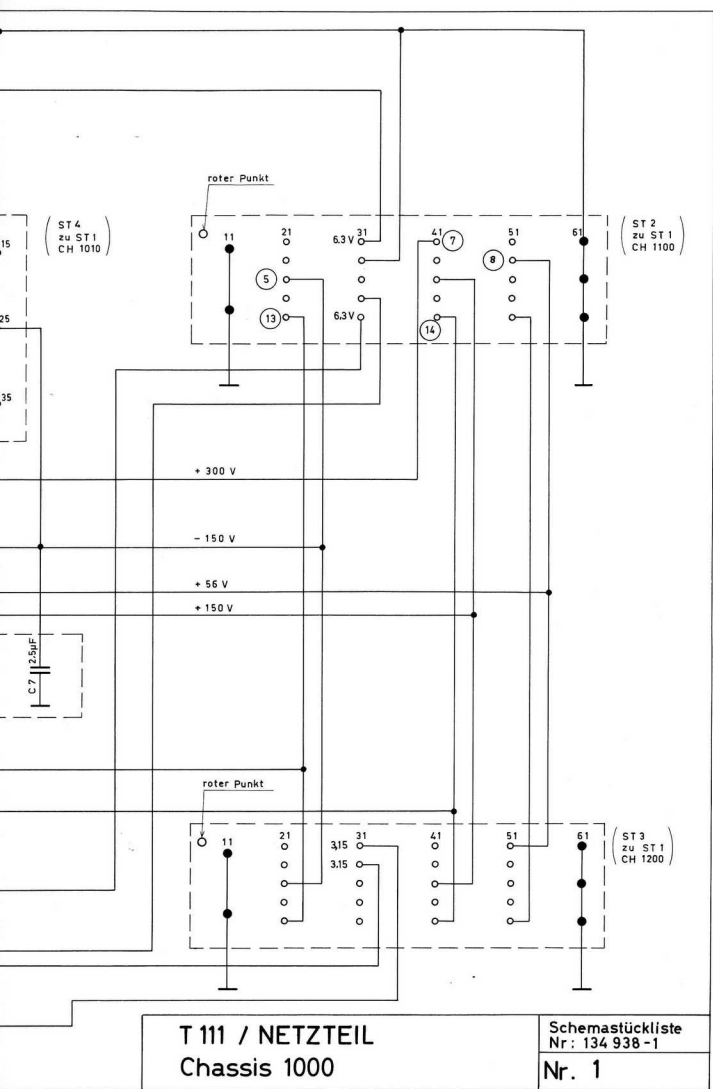 roter Punkt
ST 4
zu ST 1
CH 1010
15
25
35
11
21
31
41
51
61
6,3 V
7
5
8
13
6,3 V
14
ST 2
zu ST 1
CH 1100
+ 300 V
- 150 V
+ 56 V
+ 150 V
C 7
2,5µF
roter Punkt
11
21
31
41
51
61
3,15
3,15
ST 3
zu ST 1
CH 1200
T 111 / NETZTEIL
Chassis 1000
Schemastückliste
Nr: 134 938-1
Nr. 1